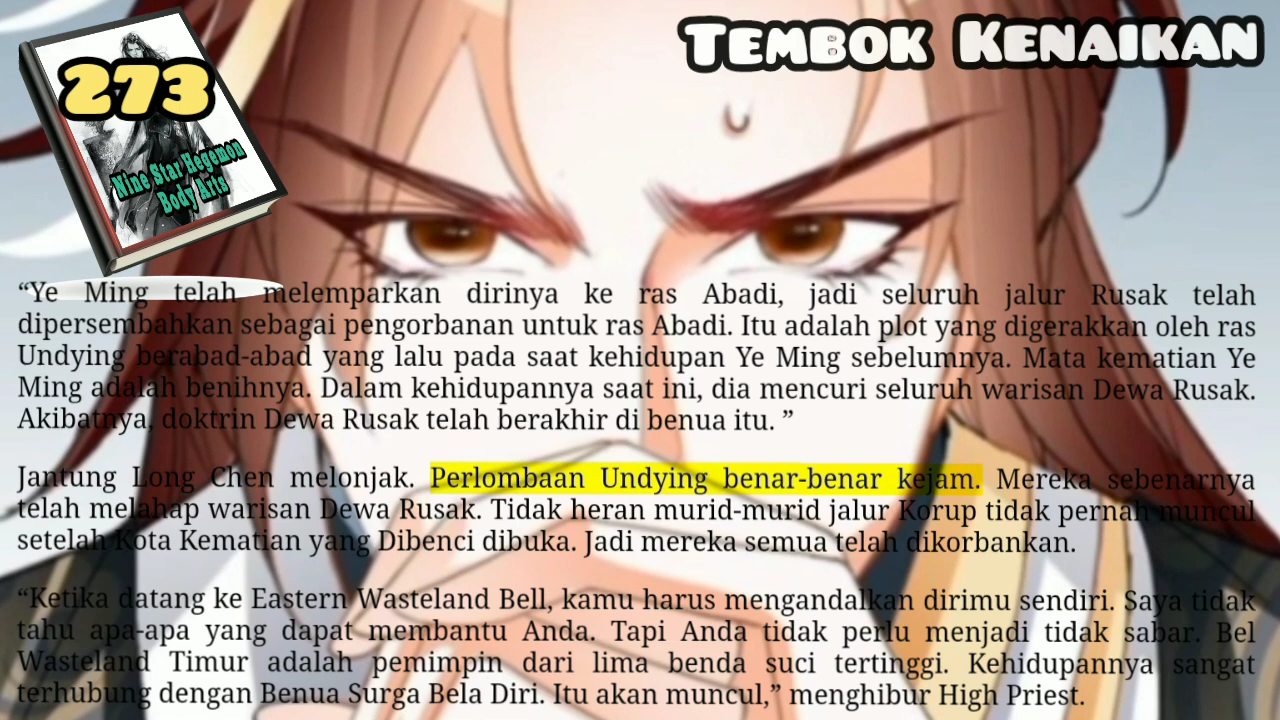 273
Nine Star Hegemon
Body Arts
TEMBOK KENAIKAN
“Ye Ming telah melemparkan dirinya ke ras Abadi, jadi seluruh jalur Rusak telah
dipersembahkan sebagai pengorbanan untuk ras Abadi. Itu adalah plot yang digerakkan oleh ras
Undying berabad-abad yang lalu pada saat kehidupan Ye Ming sebelumnya. Mata kematian Ye
Ming adalah benihnya. Dalam kehidupannya saat ini, dia mencuri seluruh warisan Dewa Rusak.
Akibatnya, doktrin Dewa Rusak telah berakhir di benua itu. ”
Jantung Long Chen melonjak. Perlombaan Undying benar-benar kejam. Mereka sebenarnya
telah melahap warisan Dewa Rusak. Tidak heran murid-murid jalur Korup tidak pernah muncul
setelah Kota Kematian yang Dibenci dibuka. Jadi mereka semua telah dikorbankan.
“Ketika datang ke Eastern Wasteland Bell, kamu harus mengandalkan dirimu sendiri. Saya tidak
tahu apa-apa yang dapat membantu Anda. Tapi Anda tidak perlu menjadi tidak sabar. Bel
Wasteland Timur adalah pemimpin dari lima benda suci tertinggi. Kehidupannya sangat
terhubung dengan Benua Surga Bela Diri. Itu akan muncul,” menghibur High Priest.